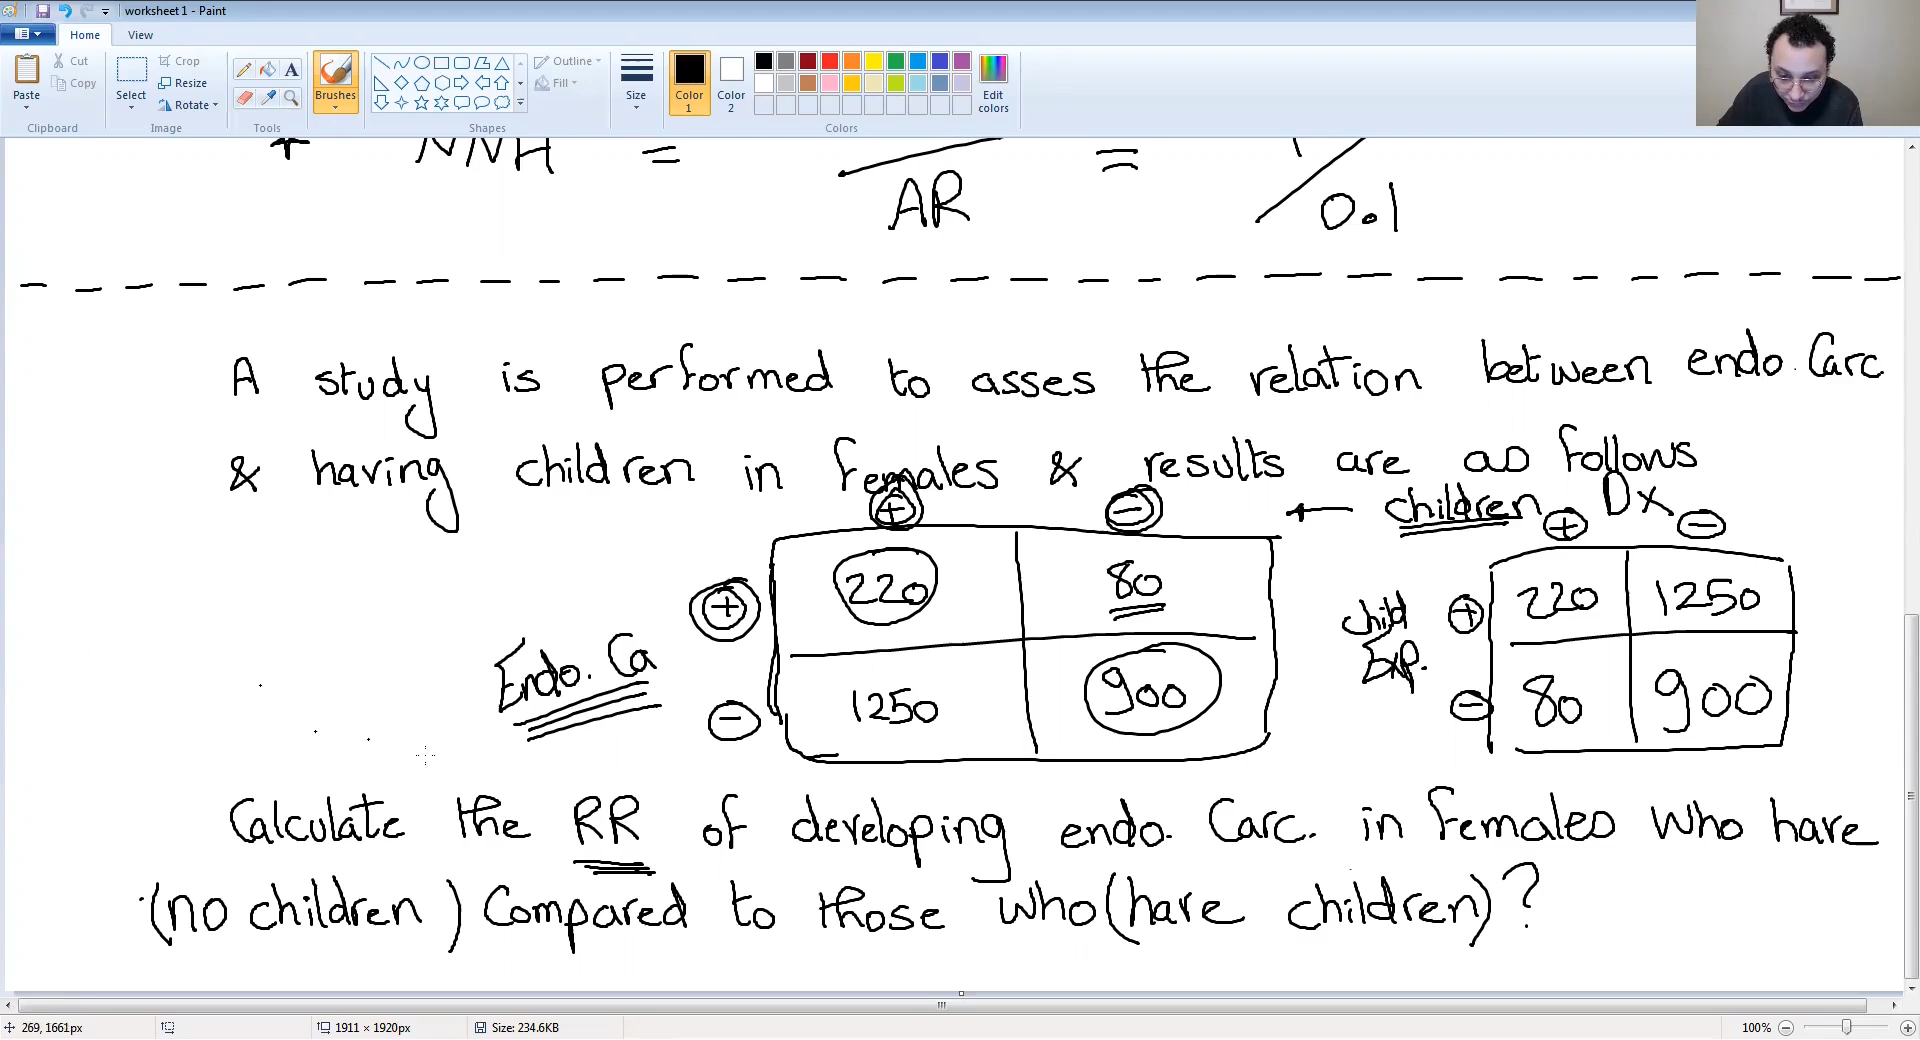 worksheet 1 - Paint
Home View
Paste Cut Copy Clipboard
Select Crop Resize Rotate Image
Tools
Brushes
Outline Fill Shapes
Size
Color 1 Color 2 Edit colors Colors
NNH = AR = 0.1
A study is performed to asses the relation between endo. Carc
& having children in females & results are as follows
+ - ← children + Dx -
+ 220 80
Endo. Ca
- 1250 900
Child Exp. + 220 1250
- 80 900
Calculate the RR of developing endo. Carc. in females who have
(no children) Compared to those who (have children)?
269, 1661px 1911 × 1920px Size: 234.6KB 100%